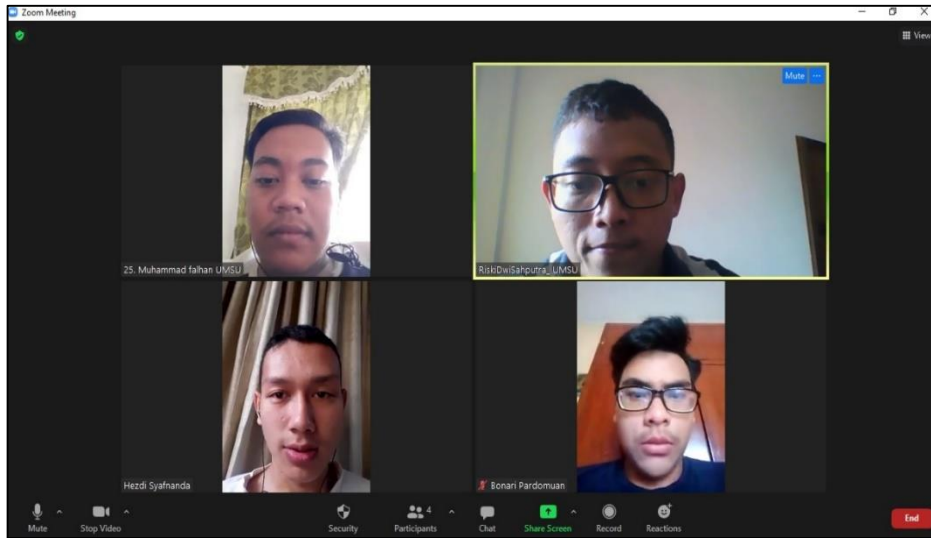 Zoom Meeting
View
Mute ...
25. Muhammad falhan UMSU
RiskiDwiSahputra_UMSU
Hezdi Syafnanda
Bonari Pardomuan
Mute
Stop Video
Security
Participants
4
Chat
Share Screen
Record
Reactions
End